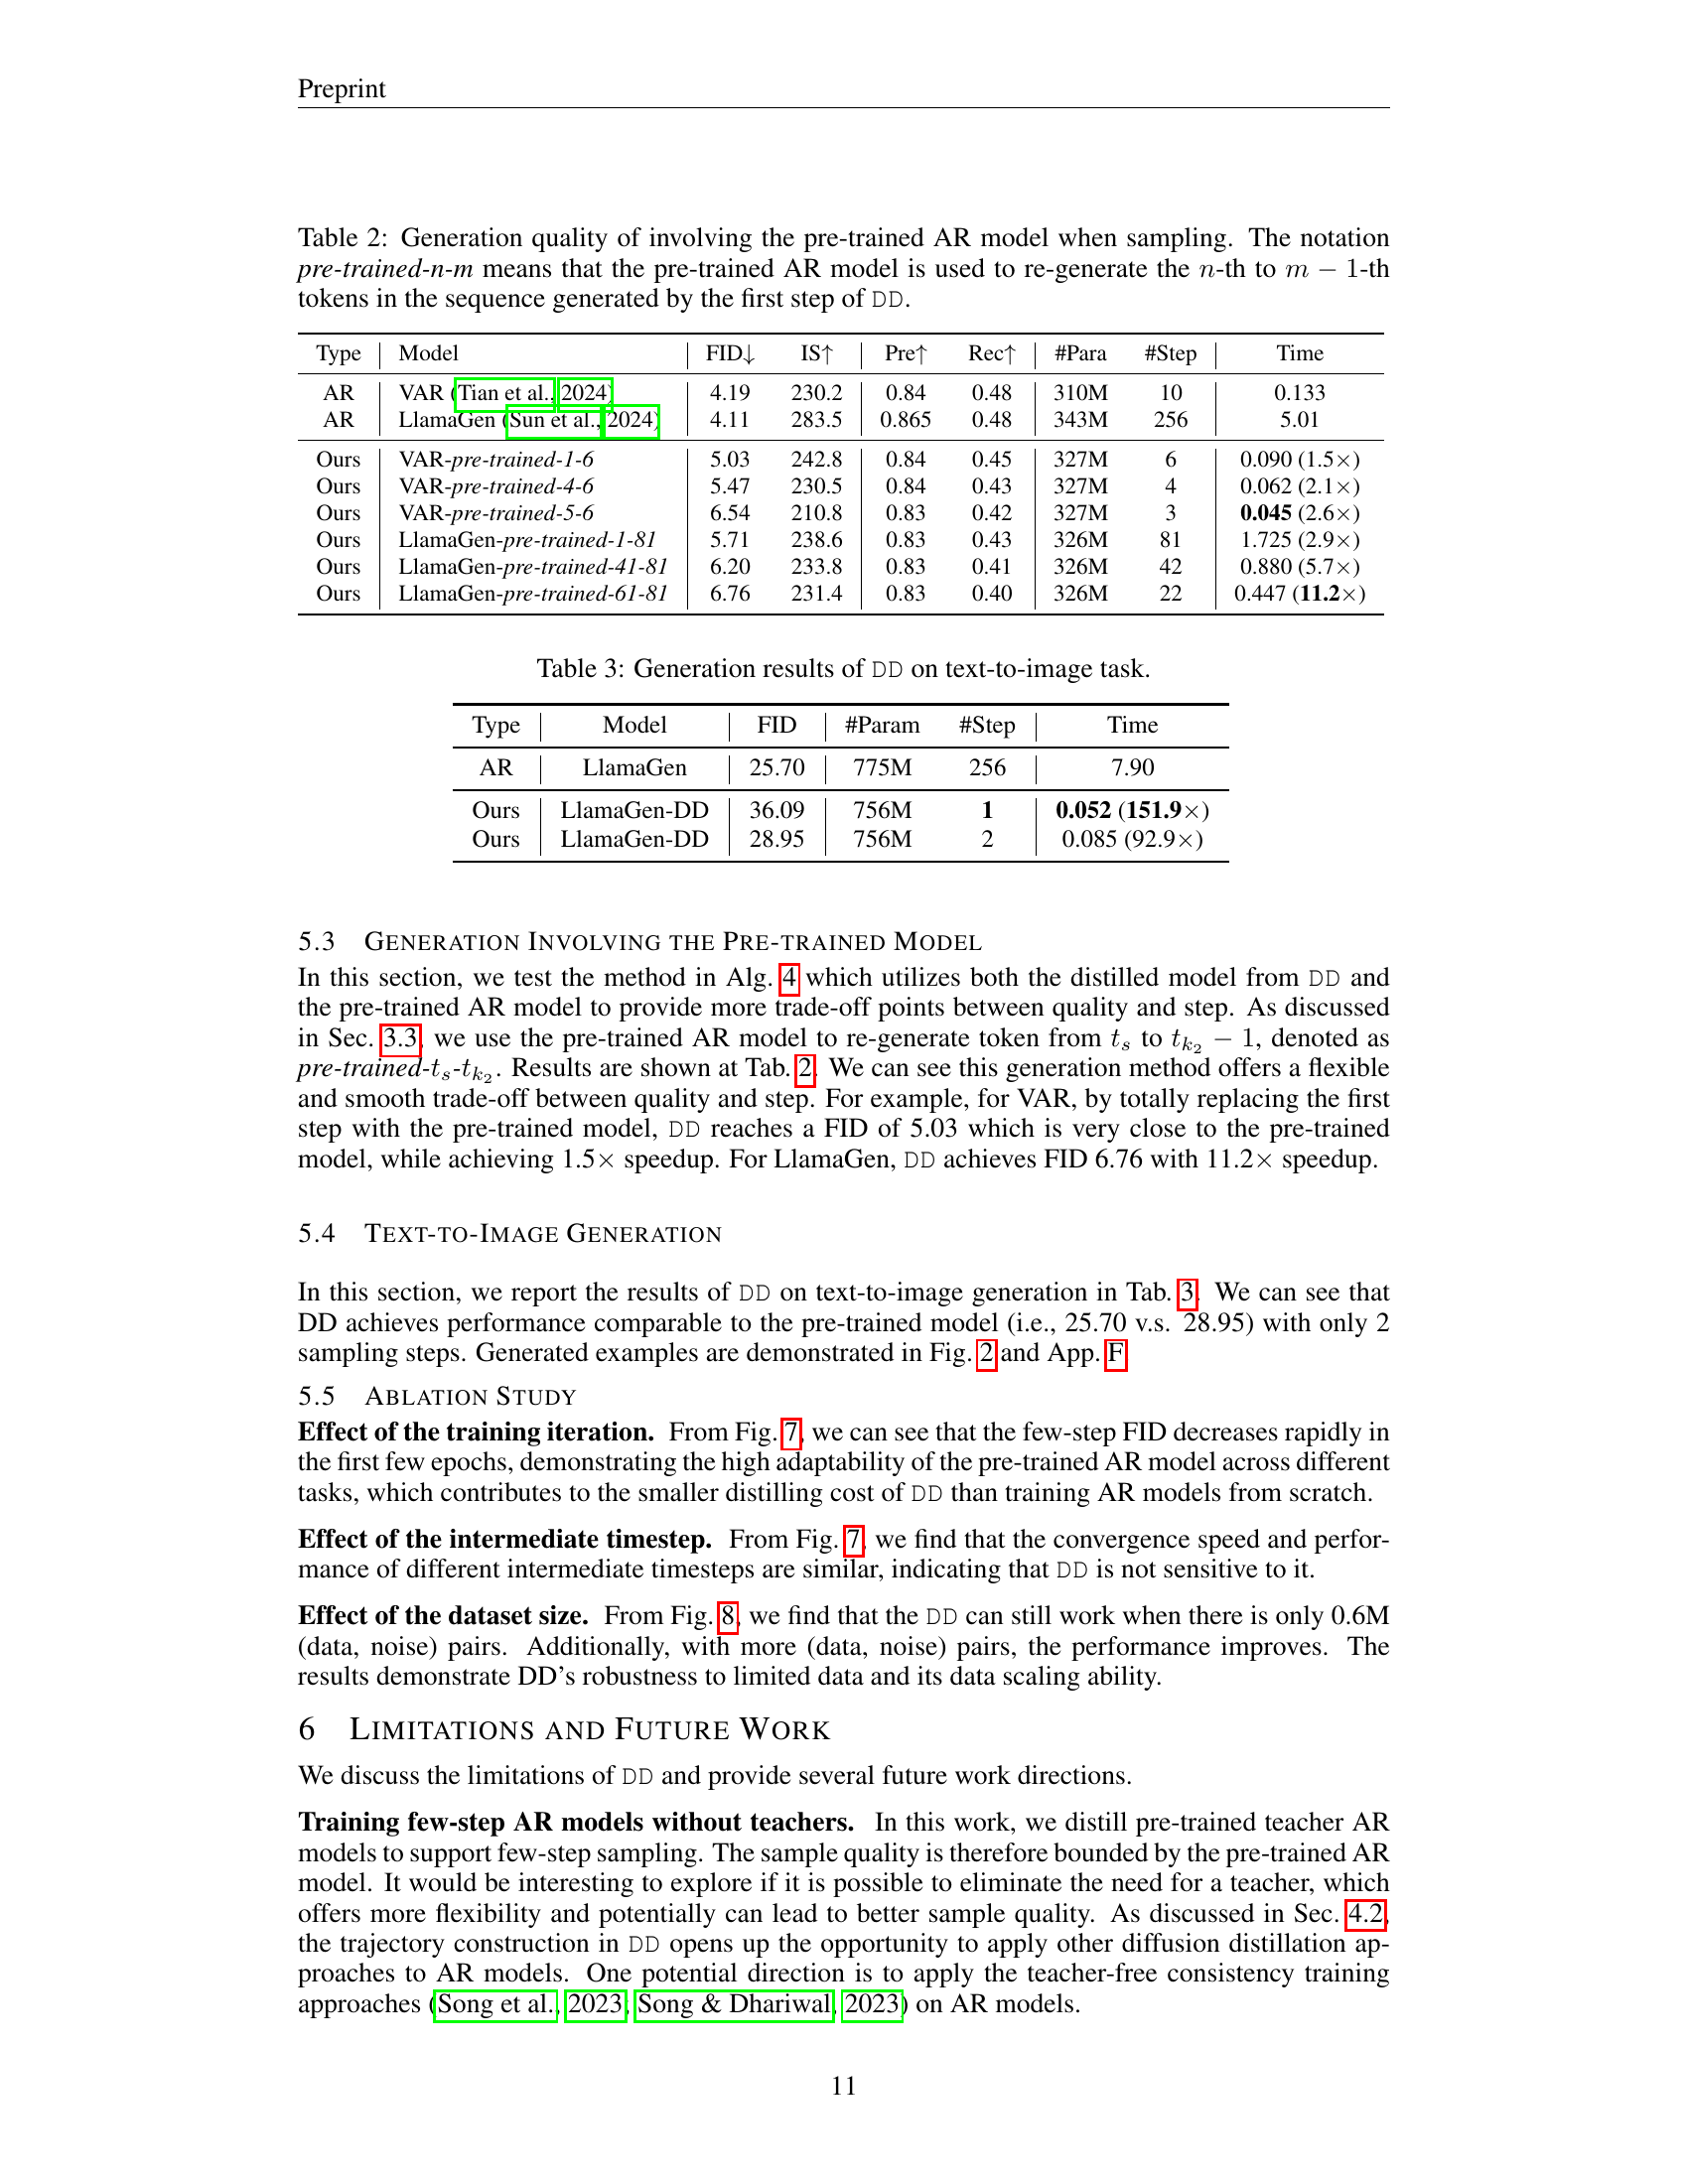 Preprint
Table 2: Generation quality of involving the pre-trained AR model when sampling. The notation
pre-trained-n-m means that the pre-trained AR model is used to re-generate the n-th to m − 1-th
tokens in the sequence generated by the first step of DD.
Type Model FID↓ IS↑ Pre↑ Rec↑ #Para #Step Time
AR VAR (Tian et al., 2024) 4.19 230.2 0.84 0.48 310M 10 0.133
AR LlamaGen (Sun et al., 2024) 4.11 283.5 0.865 0.48 343M 256 5.01
Ours VAR-pre-trained-1-6 5.03 242.8 0.84 0.45 327M 6 0.090 (1.5×)
Ours VAR-pre-trained-4-6 5.47 230.5 0.84 0.43 327M 4 0.062 (2.1×)
Ours VAR-pre-trained-5-6 6.54 210.8 0.83 0.42 327M 3 0.045 (2.6×)
Ours LlamaGen-pre-trained-1-81 5.71 238.6 0.83 0.43 326M 81 1.725 (2.9×)
Ours LlamaGen-pre-trained-41-81 6.20 233.8 0.83 0.41 326M 42 0.880 (5.7×)
Ours LlamaGen-pre-trained-61-81 6.76 231.4 0.83 0.40 326M 22 0.447 (11.2×)
Table 3: Generation results of DD on text-to-image task.
Type Model FID #Param #Step Time
AR LlamaGen 25.70 775M 256 7.90
Ours LlamaGen-DD 36.09 756M 1 0.052 (151.9×)
Ours LlamaGen-DD 28.95 756M 2 0.085 (92.9×)
5.3 GENERATION INVOLVING THE PRE-TRAINED MODEL
In this section, we test the method in Alg. 4 which utilizes both the distilled model from DD and
the pre-trained AR model to provide more trade-off points between quality and step. As discussed
in Sec. 3.3, we use the pre-trained AR model to re-generate token from t_s to t_{k_2} − 1, denoted as
pre-trained-t_s-t_{k_2}. Results are shown at Tab. 2. We can see this generation method offers a flexible
and smooth trade-off between quality and step. For example, for VAR, by totally replacing the first
step with the pre-trained model, DD reaches a FID of 5.03 which is very close to the pre-trained
model, while achieving 1.5× speedup. For LlamaGen, DD achieves FID 6.76 with 11.2× speedup.
5.4 TEXT-TO-IMAGE GENERATION
In this section, we report the results of DD on text-to-image generation in Tab. 3. We can see that
DD achieves performance comparable to the pre-trained model (i.e., 25.70 v.s. 28.95) with only 2
sampling steps. Generated examples are demonstrated in Fig. 2 and App. F
5.5 ABLATION STUDY
Effect of the training iteration. From Fig. 7, we can see that the few-step FID decreases rapidly in
the first few epochs, demonstrating the high adaptability of the pre-trained AR model across different
tasks, which contributes to the smaller distilling cost of DD than training AR models from scratch.
Effect of the intermediate timestep. From Fig. 7, we find that the convergence speed and perfor-
mance of different intermediate timesteps are similar, indicating that DD is not sensitive to it.
Effect of the dataset size. From Fig. 8, we find that the DD can still work when there is only 0.6M
(data, noise) pairs. Additionally, with more (data, noise) pairs, the performance improves. The
results demonstrate DD's robustness to limited data and its data scaling ability.
6 LIMITATIONS AND FUTURE WORK
We discuss the limitations of DD and provide several future work directions.
Training few-step AR models without teachers. In this work, we distill pre-trained teacher AR
models to support few-step sampling. The sample quality is therefore bounded by the pre-trained AR
model. It would be interesting to explore if it is possible to eliminate the need for a teacher, which
offers more flexibility and potentially can lead to better sample quality. As discussed in Sec. 4.2,
the trajectory construction in DD opens up the opportunity to apply other diffusion distillation ap-
proaches to AR models. One potential direction is to apply the teacher-free consistency training
approaches (Song et al., 2023; Song & Dhariwal, 2023) on AR models.
11